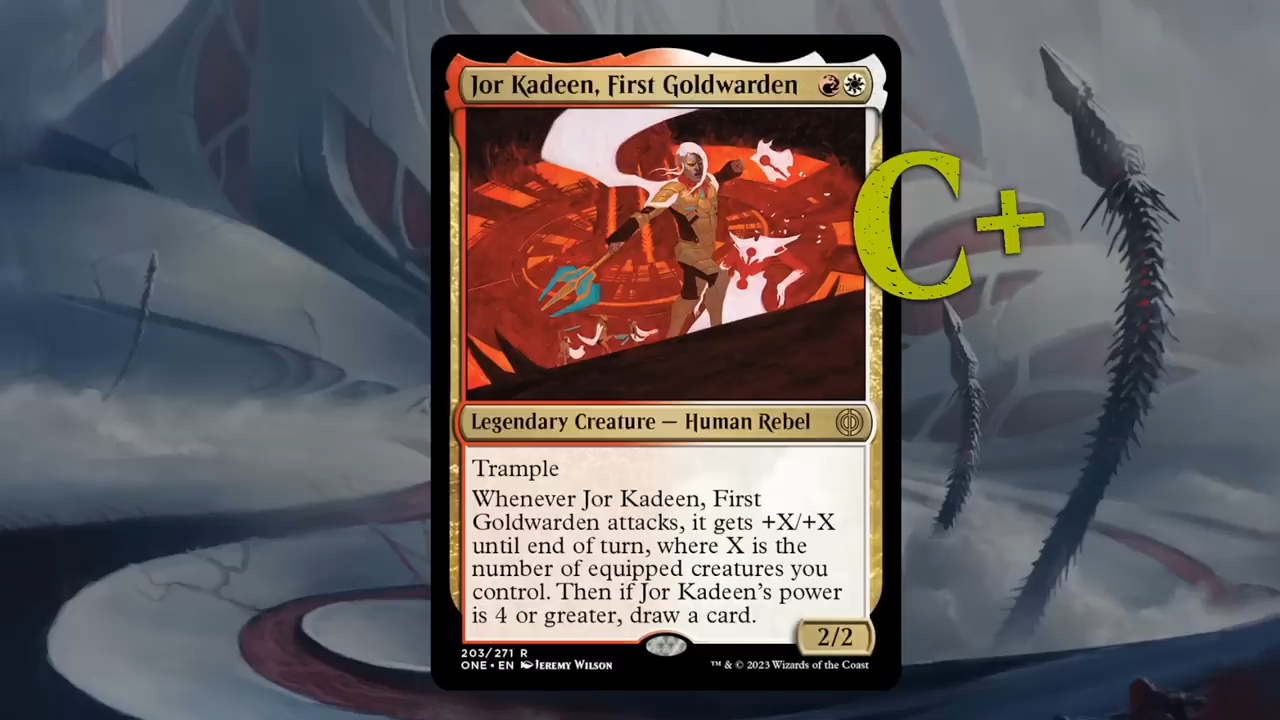 Jor Kadeen, First Goldwarden
C+
Legendary Creature — Human Rebel
Trample
Whenever Jor Kadeen, First
Goldwarden attacks, it gets +X/+X
until end of turn, where X is the
number of equipped creatures you
control. Then if Jor Kadeen's power
is 4 or greater, draw a card.
2/2
203/271 R
ONE • EN Jeremy Wilson
™ & © 2023 Wizards of the Coast